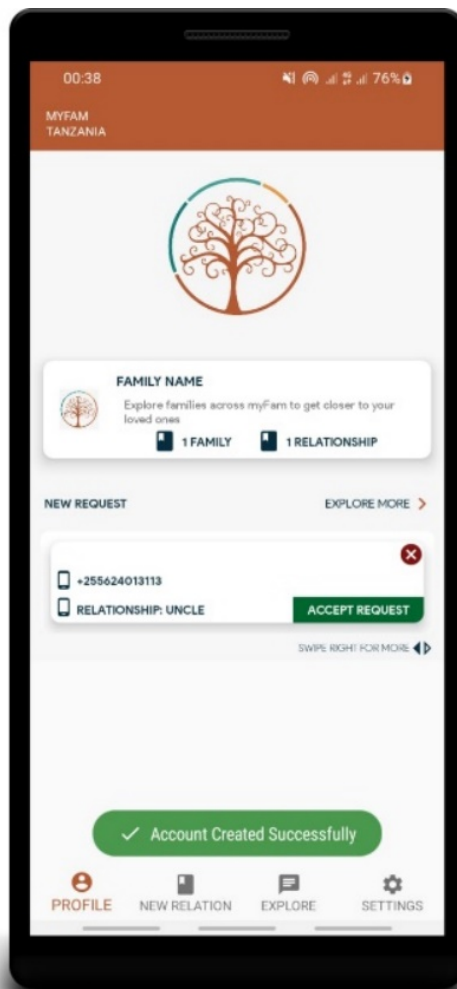 00:38 76%
MYFAM
TANZANIA
FAMILY NAME
Explore families across myFam to get closer to your
loved ones
1 FAMILY 1 RELATIONSHIP
NEW REQUEST EXPLORE MORE
+255624013113
RELATIONSHIP: UNCLE ACCEPT REQUEST
SWIPE RIGHT FOR MORE
Account Created Successfully
PROFILE NEW RELATION EXPLORE SETTINGS